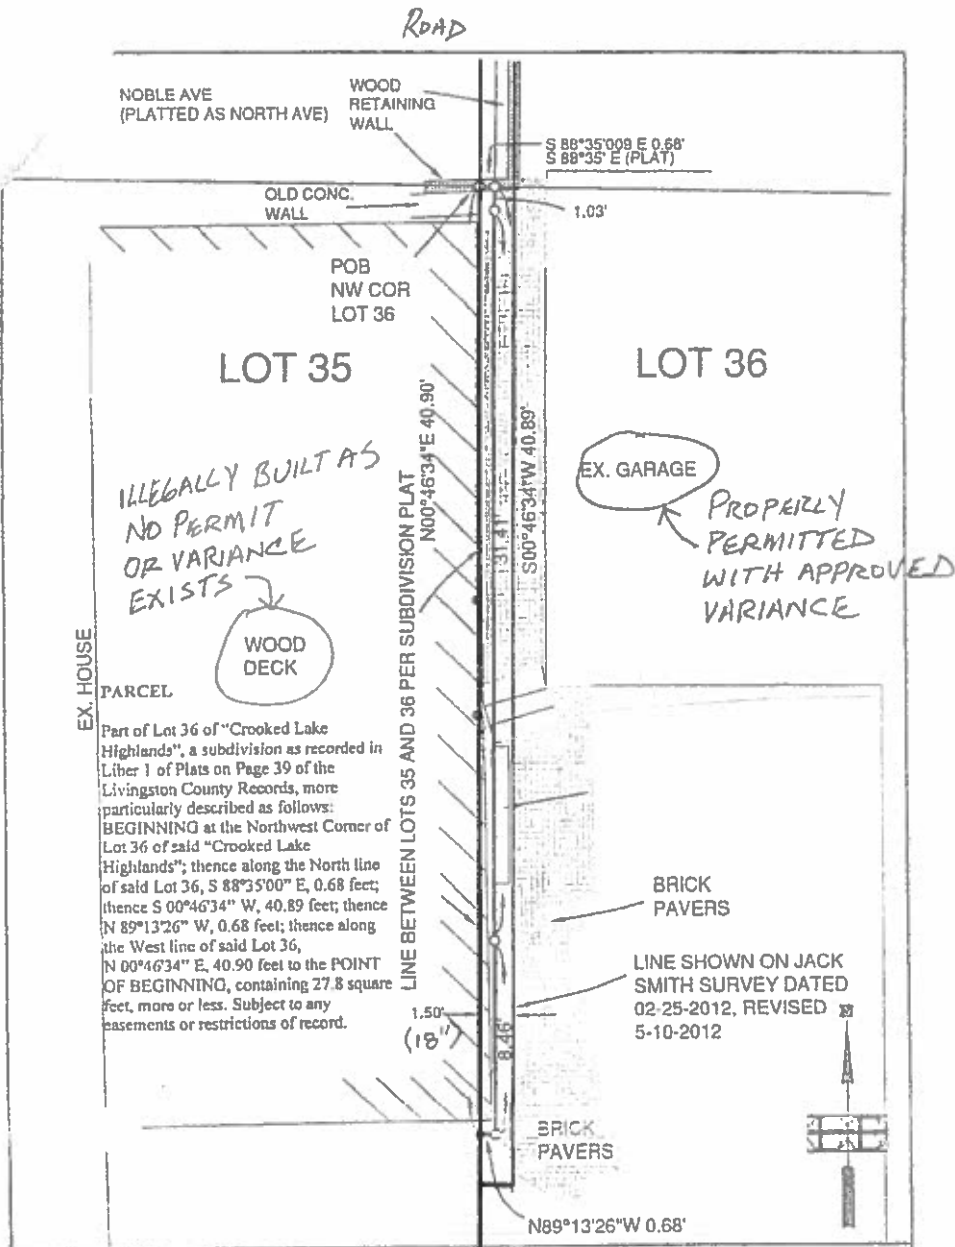 ROAD
NOBLE AVE
(PLATTED AS NORTH AVE)
WOOD
RETAINING
WALL
S 88°35'009 E 0.68'
S 88°35' E (PLAT)
OLD CONC.
WALL
1.03'
POB
NW COR
LOT 36
LOT 35
LOT 36
N00°46'34"E 40.90'
S00°46'34"W 40.89'
31.41'
LINE BETWEEN LOTS 35 AND 36 PER SUBDIVISION PLAT
EX. GARAGE
PROPERLY
PERMITTED
WITH APPROVED
VARIANCE
ILLEGALLY BUILT AS
NO PERMIT
OR VARIANCE
EXISTS
WOOD
DECK
EX. HOUSE
PARCEL
Part of Lot 36 of "Crooked Lake
Highlands", a subdivision as recorded in
Liber 1 of Plats on Page 39 of the
Livingston County Records, more
particularly described as follows:
BEGINNING at the Northwest Corner of
Lot 36 of said "Crooked Lake
Highlands"; thence along the North line
of said Lot 36, S 88°35'00" E, 0.68 feet;
thence S 00°46'34" W, 40.89 feet; thence
N 89°13'26" W, 0.68 feet; thence along
the West line of said Lot 36,
N 00°46'34" E, 40.90 feet to the POINT
OF BEGINNING, containing 27.8 square
feet, more or less. Subject to any
easements or restrictions of record.
BRICK
PAVERS
LINE SHOWN ON JACK
SMITH SURVEY DATED
02-25-2012, REVISED
5-10-2012
1.50'
(18")
8.46'
BRICK
PAVERS
N89°13'26"W 0.68'